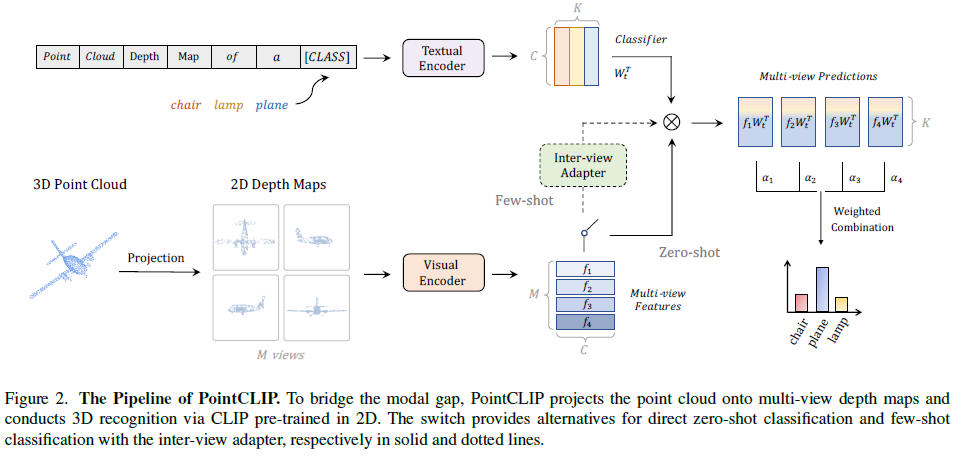 Point Cloud Depth Map of a [CLASS]
chair lamp plane
Textual
Encoder
K
C
Classifier
W_t^T
Multi-view Predictions
f_1W_t^T f_2W_t^T f_3W_t^T f_4W_t^T
K
α_1 α_2 α_3 α_4
Weighted
Combination
chair plane lamp
Inter-view
Adapter
Few-shot
Zero-shot
3D Point Cloud
Projection
2D Depth Maps
M views
Visual
Encoder
M
f_1
f_2
f_3
f_4
C
Multi-view
Features
Figure 2. The Pipeline of PointCLIP. To bridge the modal gap, PointCLIP projects the point cloud onto multi-view depth maps and
conducts 3D recognition via CLIP pre-trained in 2D. The switch provides alternatives for direct zero-shot classification and few-shot
classification with the inter-view adapter, respectively in solid and dotted lines.